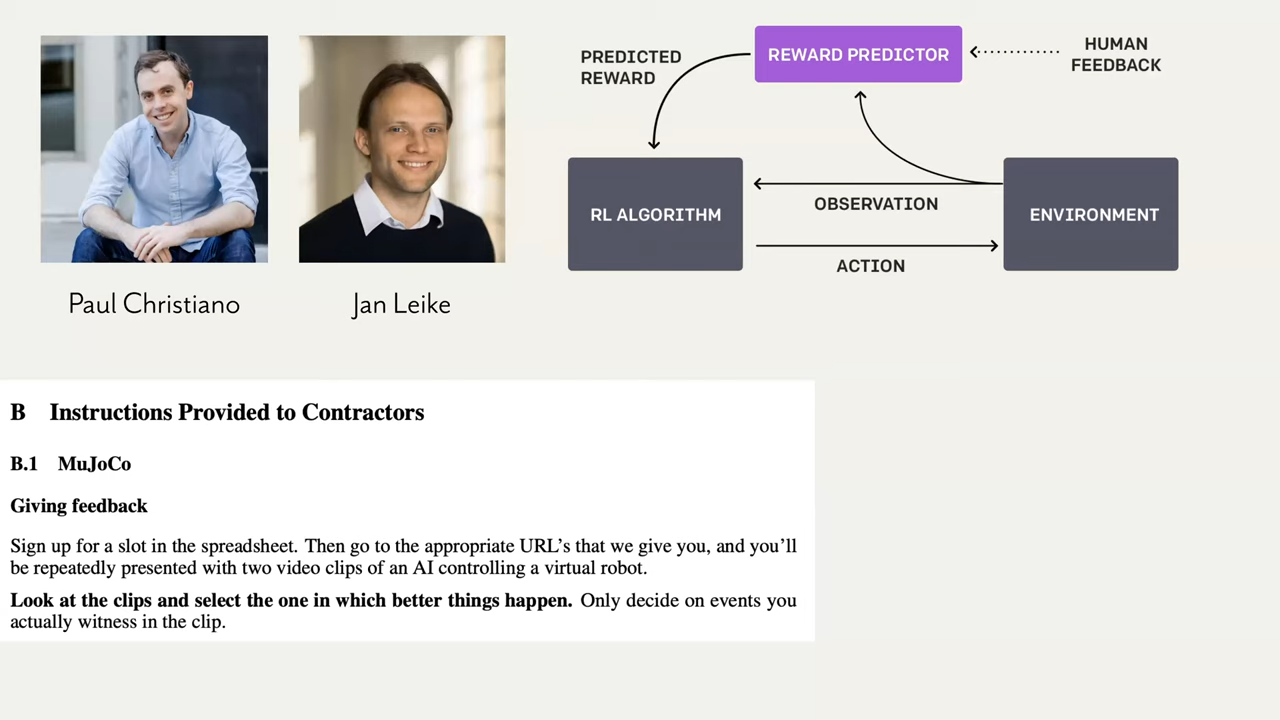 Paul Christiano
Jan Leike
PREDICTED
REWARD
REWARD PREDICTOR
HUMAN
FEEDBACK
RL ALGORITHM
OBSERVATION
ACTION
ENVIRONMENT
B Instructions Provided to Contractors
B.1 MuJoCo
Giving feedback
Sign up for a slot in the spreadsheet. Then go to the appropriate URL's that we give you, and you'll
be repeatedly presented with two video clips of an AI controlling a virtual robot.
Look at the clips and select the one in which better things happen. Only decide on events you
actually witness in the clip.